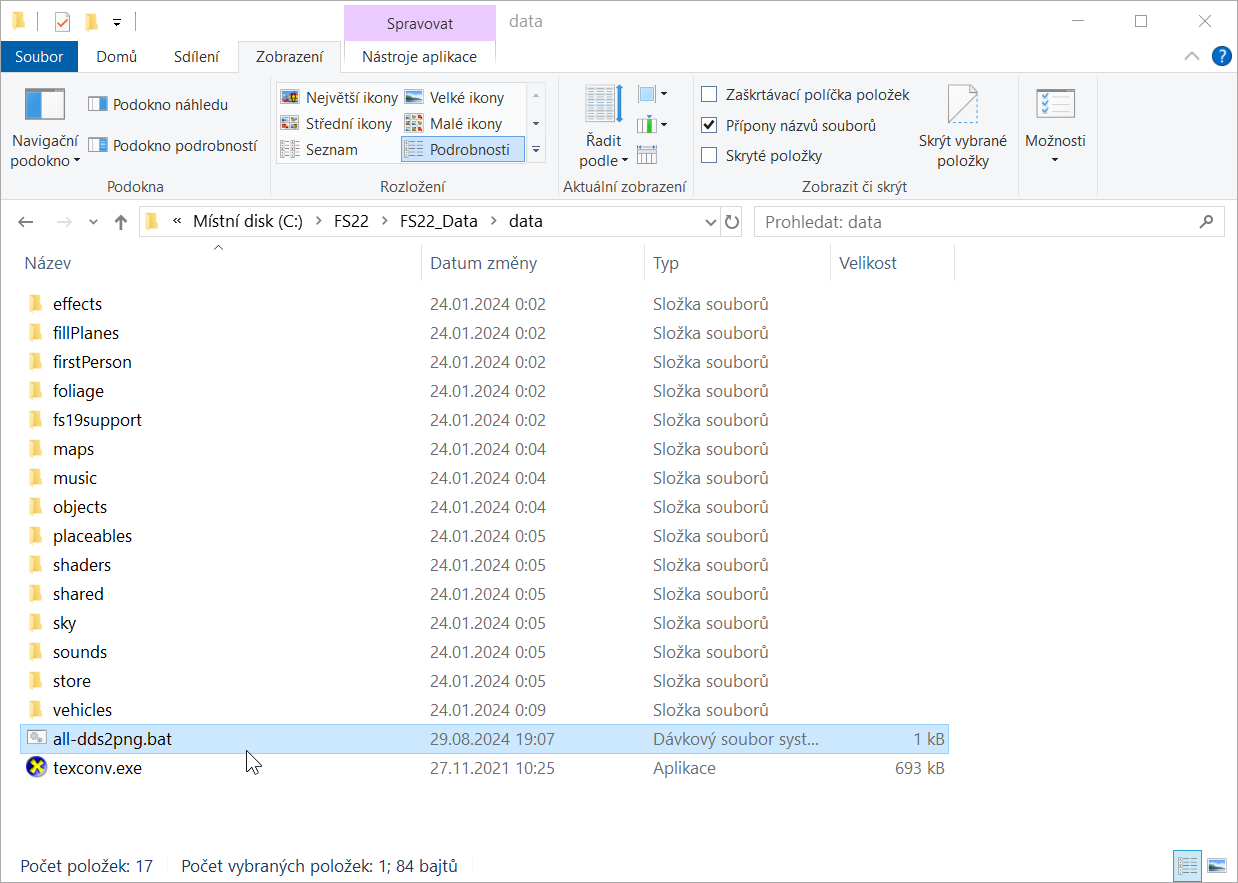 Spravovat
data
Soubor
Domů
Sdílení
Zobrazení
Nástroje aplikace
?
Navigační
podokno
Podokno náhledu
Podokno podrobností
Podokna
Největší ikony
Velké ikony
Střední ikony
Malé ikony
Seznam
Podrobnosti
Rozložení
Řadit
podle
Aktuální zobrazení
Zaškrtávací políčka položek
Přípony názvů souborů
Skryté položky
Skrýt vybrané
položky
Zobrazit či skrýt
Možnosti
« Místní disk (C:) > FS22 > FS22_Data > data
Prohledat: data
Název Datum změny Typ Velikost
effects 24.01.2024 0:02 Složka souborů
fillPlanes 24.01.2024 0:02 Složka souborů
firstPerson 24.01.2024 0:02 Složka souborů
foliage 24.01.2024 0:02 Složka souborů
fs19support 24.01.2024 0:02 Složka souborů
maps 24.01.2024 0:04 Složka souborů
music 24.01.2024 0:04 Složka souborů
objects 24.01.2024 0:04 Složka souborů
placeables 24.01.2024 0:05 Složka souborů
shaders 24.01.2024 0:05 Složka souborů
shared 24.01.2024 0:05 Složka souborů
sky 24.01.2024 0:05 Složka souborů
sounds 24.01.2024 0:05 Složka souborů
store 24.01.2024 0:05 Složka souborů
vehicles 24.01.2024 0:09 Složka souborů
all-dds2png.bat 29.08.2024 19:07 Dávkový soubor syst... 1 kB
texconv.exe 27.11.2021 10:25 Aplikace 693 kB
Počet položek: 17 Počet vybraných položek: 1; 84 bajtů